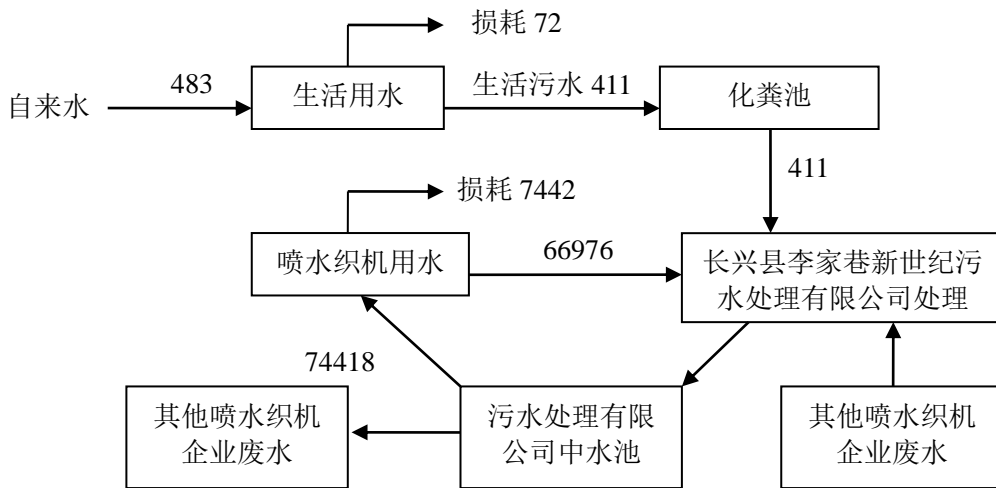 损耗 72
483
自来水
生活用水
生活污水 411
化粪池
411
损耗 7442
喷水织机用水
66976
长兴县李家巷新世纪污
水处理有限公司处理
74418
其他喷水织机
企业废水
污水处理有限
公司中水池
其他喷水织机
企业废水